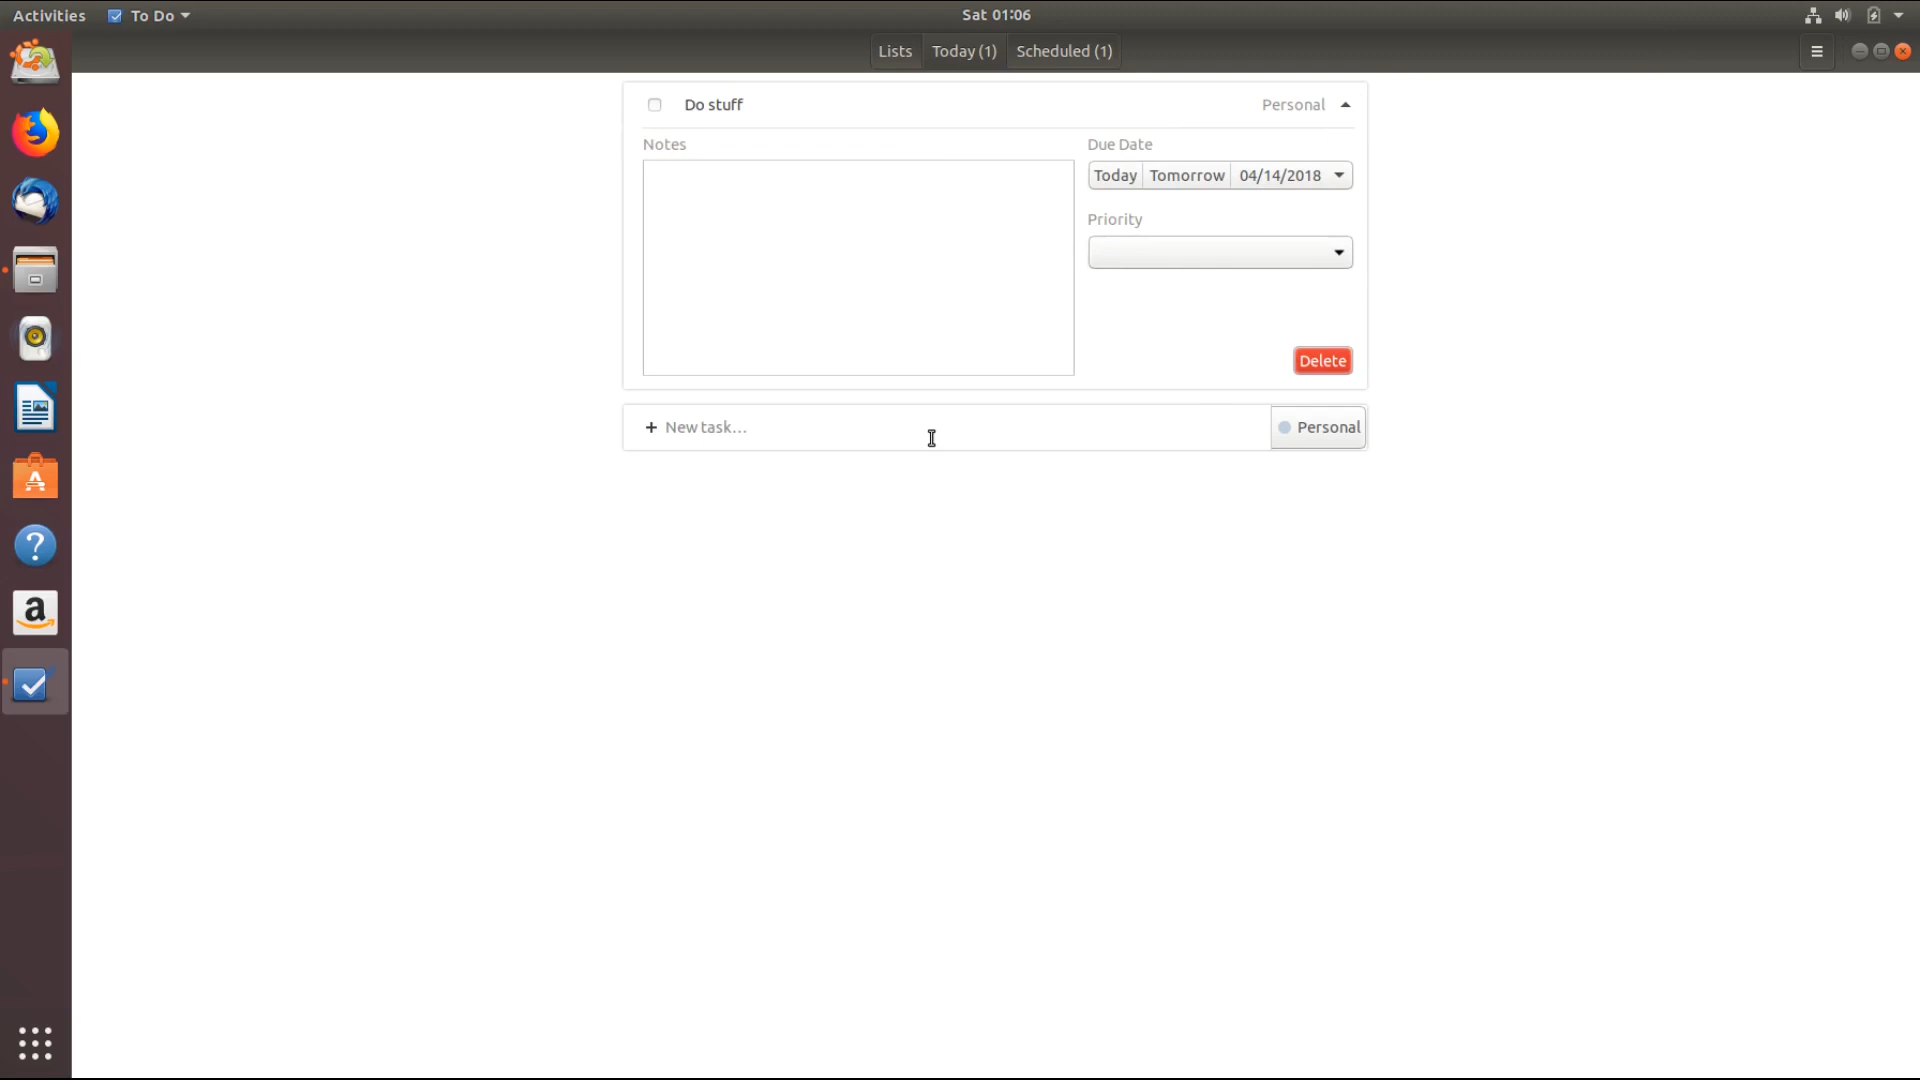 Activities To Do Sat 01:06
Lists Today (1) Scheduled (1)
Do stuff Personal
Notes Due Date
Today Tomorrow 04/14/2018
Priority
Delete
+ New task... Personal